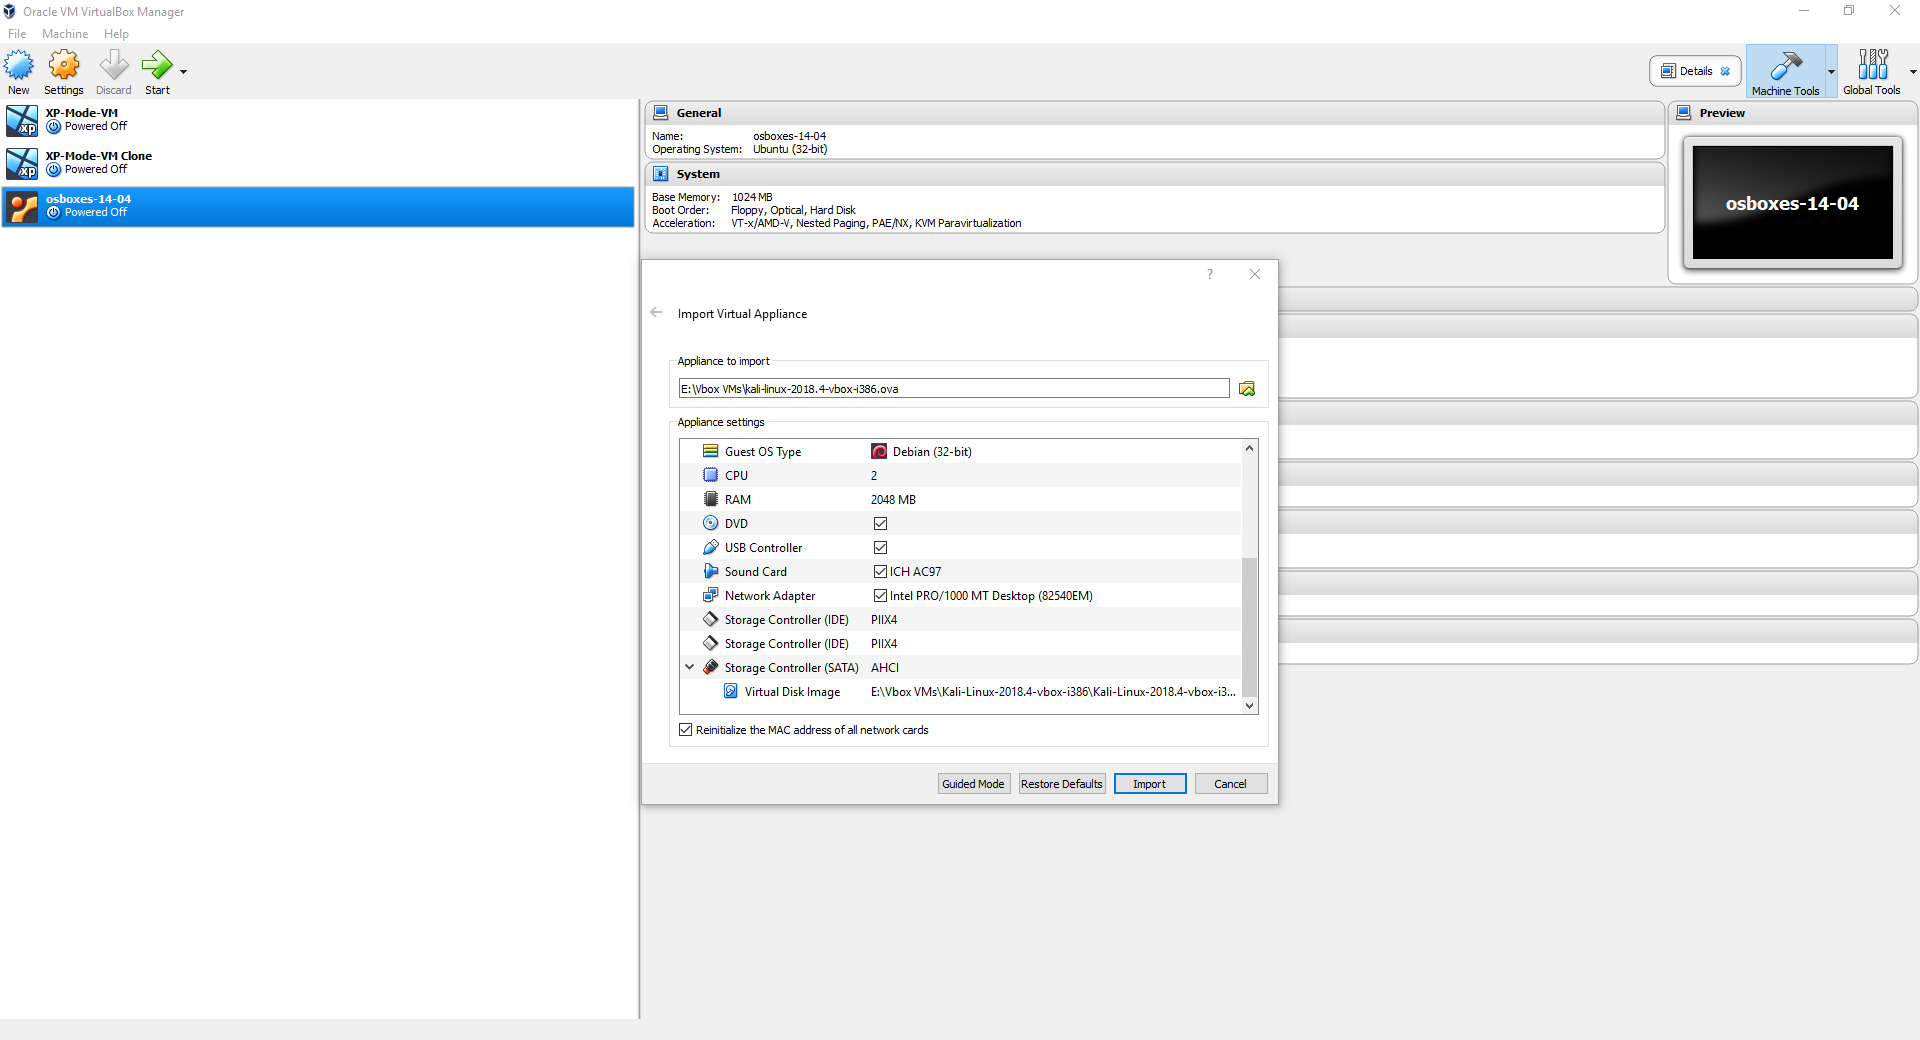 Oracle VM VirtualBox Manager
File Machine Help
New Settings Discard Start
Details Machine Tools Global Tools
XP-Mode-VM
Powered Off
XP-Mode-VM Clone
Powered Off
osboxes-14-04
Powered Off
General
Name: osboxes-14-04
Operating System: Ubuntu (32-bit)
System
Base Memory: 1024 MB
Boot Order: Floppy, Optical, Hard Disk
Acceleration: VT-x/AMD-V, Nested Paging, PAE/NX, KVM Paravirtualization
Preview
osboxes-14-04
?
Import Virtual Appliance
Appliance to import
E:\Vbox VMs\kali-linux-2018.4-vbox-i386.ova
Appliance settings
Guest OS Type Debian (32-bit)
CPU 2
RAM 2048 MB
DVD
USB Controller
Sound Card ICH AC97
Network Adapter Intel PRO/1000 MT Desktop (82540EM)
Storage Controller (IDE) PIIX4
Storage Controller (IDE) PIIX4
Storage Controller (SATA) AHCI
Virtual Disk Image E:\Vbox VMs\Kali-Linux-2018.4-vbox-i386\Kali-Linux-2018.4-vbox-i3...
Reinitialize the MAC address of all network cards
Guided Mode Restore Defaults Import Cancel